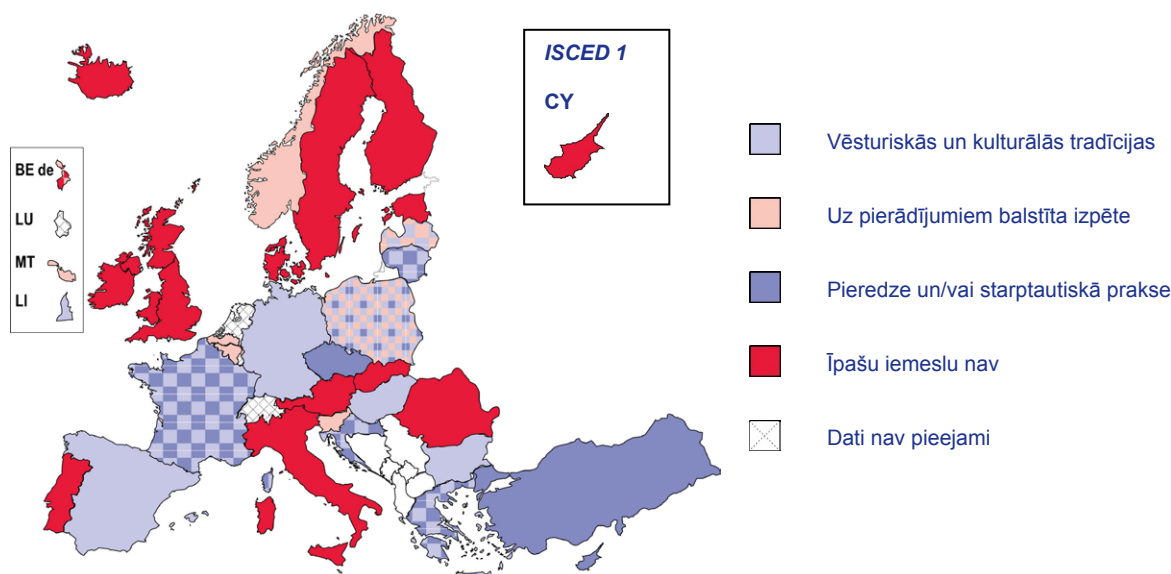 ISCED 1
CY
BE de
LU
MT
LI
Vēsturiskās un kulturālās tradīcijas
Uz pierādījumiem balstīta izpēte
Pieredze un/vai starptautiskā prakse
Īpašu iemeslu nav
Dati nav pieejami